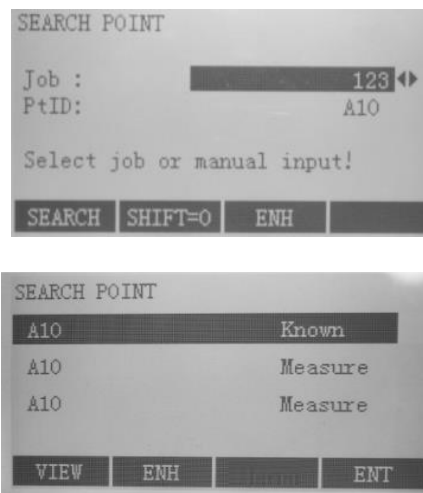 SEARCH POINT
Job : 123
PtID: A10
Select job or manual input!
SEARCH SHIFT=0 ENH
SEARCH POINT
A10 Known
A10 Measure
A10 Measure
VIEW ENH ENT